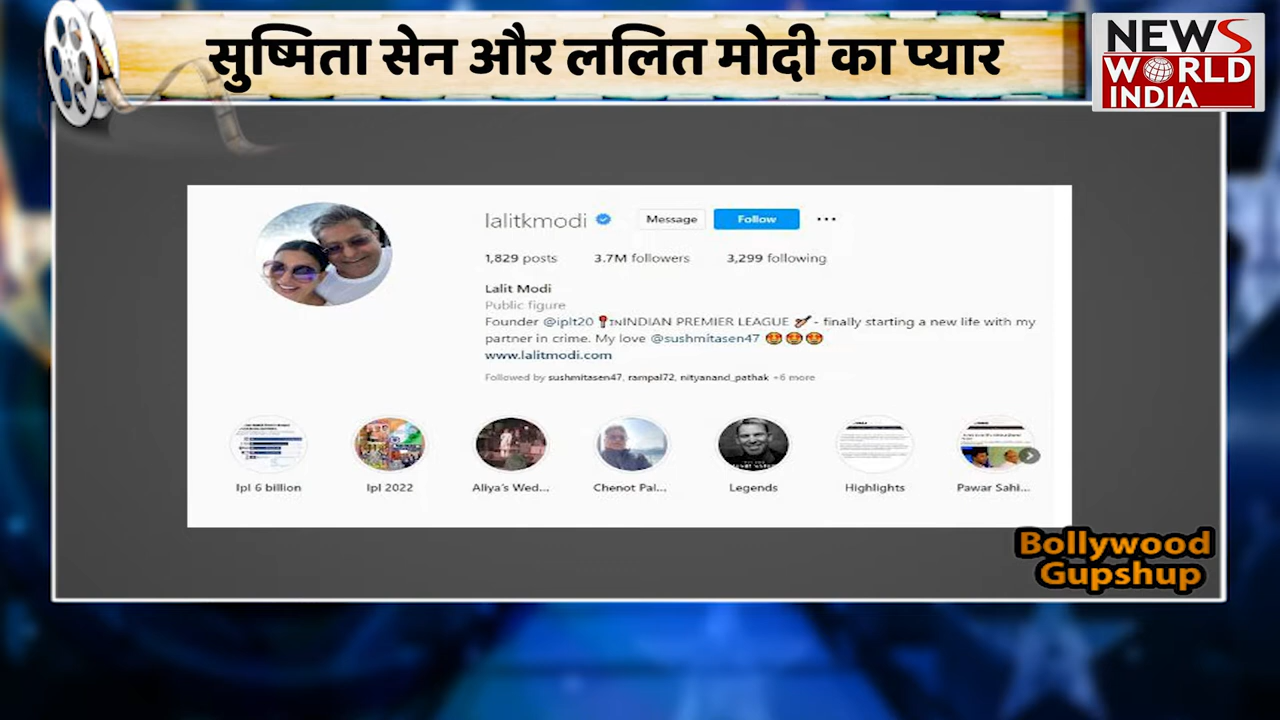 सुष्मिता सेन और ललित मोदी का प्यार
NEWS
WORLD
INDIA
lalitkmodi Message Follow ...
1,829 posts 3.7M followers 3,299 following
Lalit Modi
Public figure
Founder @iplt20 ININDIAN PREMIER LEAGUE - finally starting a new life with my
partner in crime. My love @sushmitasen47
www.lalitmodi.com
Followed by sushmitasen47, rampal72, nityanand_pathak +6 more
Ipl 6 billion Ipl 2022 Aliya's Wed... Chenot Pal... Legends Highlights Pawar Sahi...
Bollywood
Gupshup